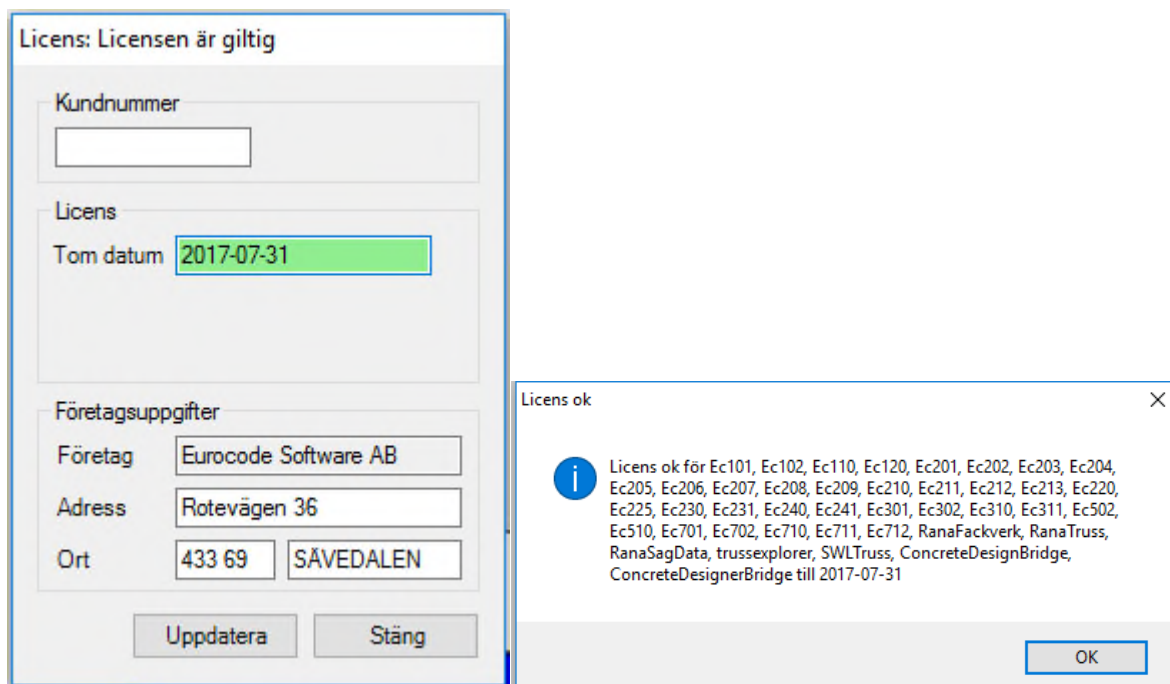 Licens: Licensen är giltig
Kundnummer
Licens
Tom datum 2017-07-31
Företagsuppgifter
Företag Eurocode Software AB
Adress Rotevägen 36
Ort 433 69 SÄVEDALEN
Uppdatera Stäng
Licens ok
Licens ok för Ec101, Ec102, Ec110, Ec120, Ec201, Ec202, Ec203, Ec204,
Ec205, Ec206, Ec207, Ec208, Ec209, Ec210, Ec211, Ec212, Ec213, Ec220,
Ec225, Ec230, Ec231, Ec240, Ec241, Ec301, Ec302, Ec310, Ec311, Ec502,
Ec510, Ec701, Ec702, Ec710, Ec711, Ec712, RanaFackverk, RanaTruss,
RanaSagData, trussexplorer, SWLTruss, ConcreteDesignBridge,
ConcreteDesignerBridge till 2017-07-31
OK